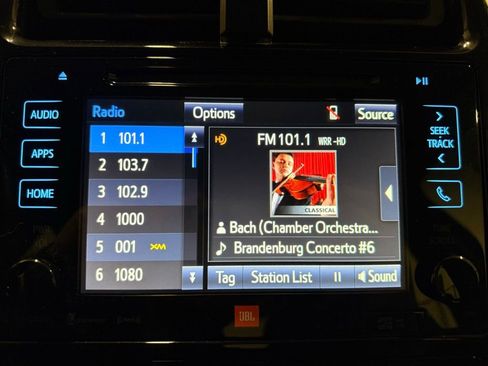 AUDIO
APPS
HOME
Radio
Options
Source
1 101.1
2 103.7
3 102.9
4 1000
5 001 XM
6 1080
HD FM 101.1 WRR-HD
CLASSICAL
Bach (Chamber Orchestra...
Brandenburg Concerto #6
Tag
Station List
Sound
SEEK
TRACK
JBL